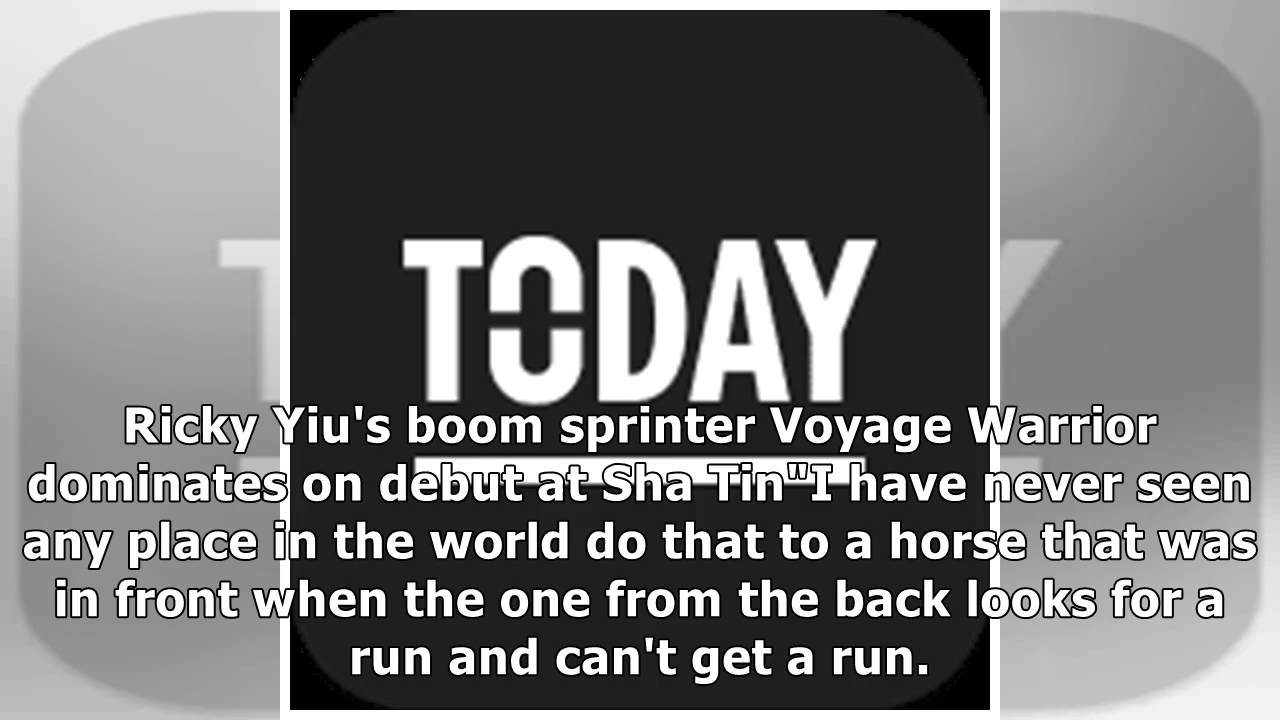 TODAY
Ricky Yiu's boom sprinter Voyage Warrior
dominates on debut at Sha Tin"I have never seen
any place in the world do that to a horse that was
in front when the one from the back looks for a
run and can't get a run.